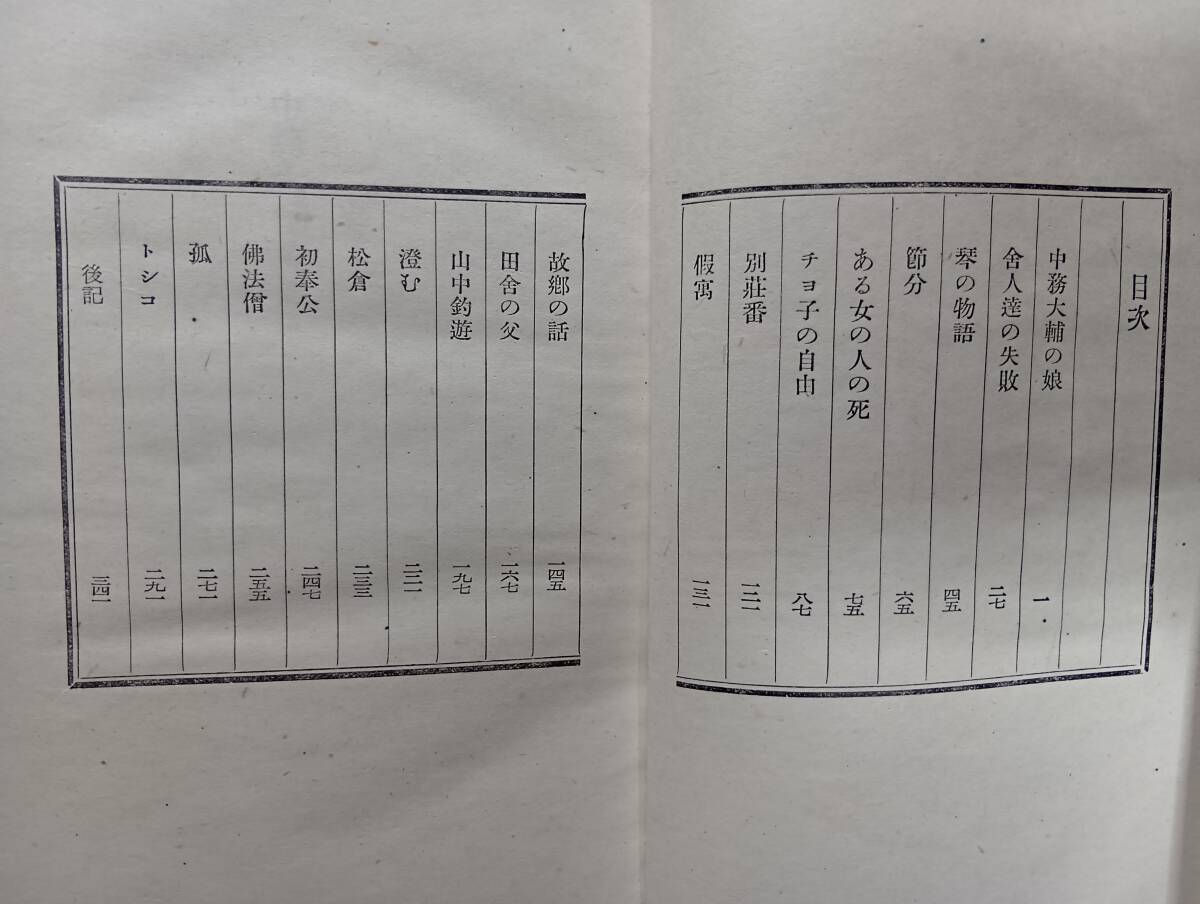 目次
中務大輔の娘 一
舍人達の失敗 二七
琴の物語 四五
節分 六五
ある女の人の死 七五
チョ子の自由 八七
別莊番 一二一
假寓 一三一
故鄕の話 一四五
田舍の父 一六七
山中釣遊 一九七
澄む 二二一
松倉 二三三
初奉公 二四七
佛法僧 二五五
孤 二七一
トシコ 二九一
後記 三四一